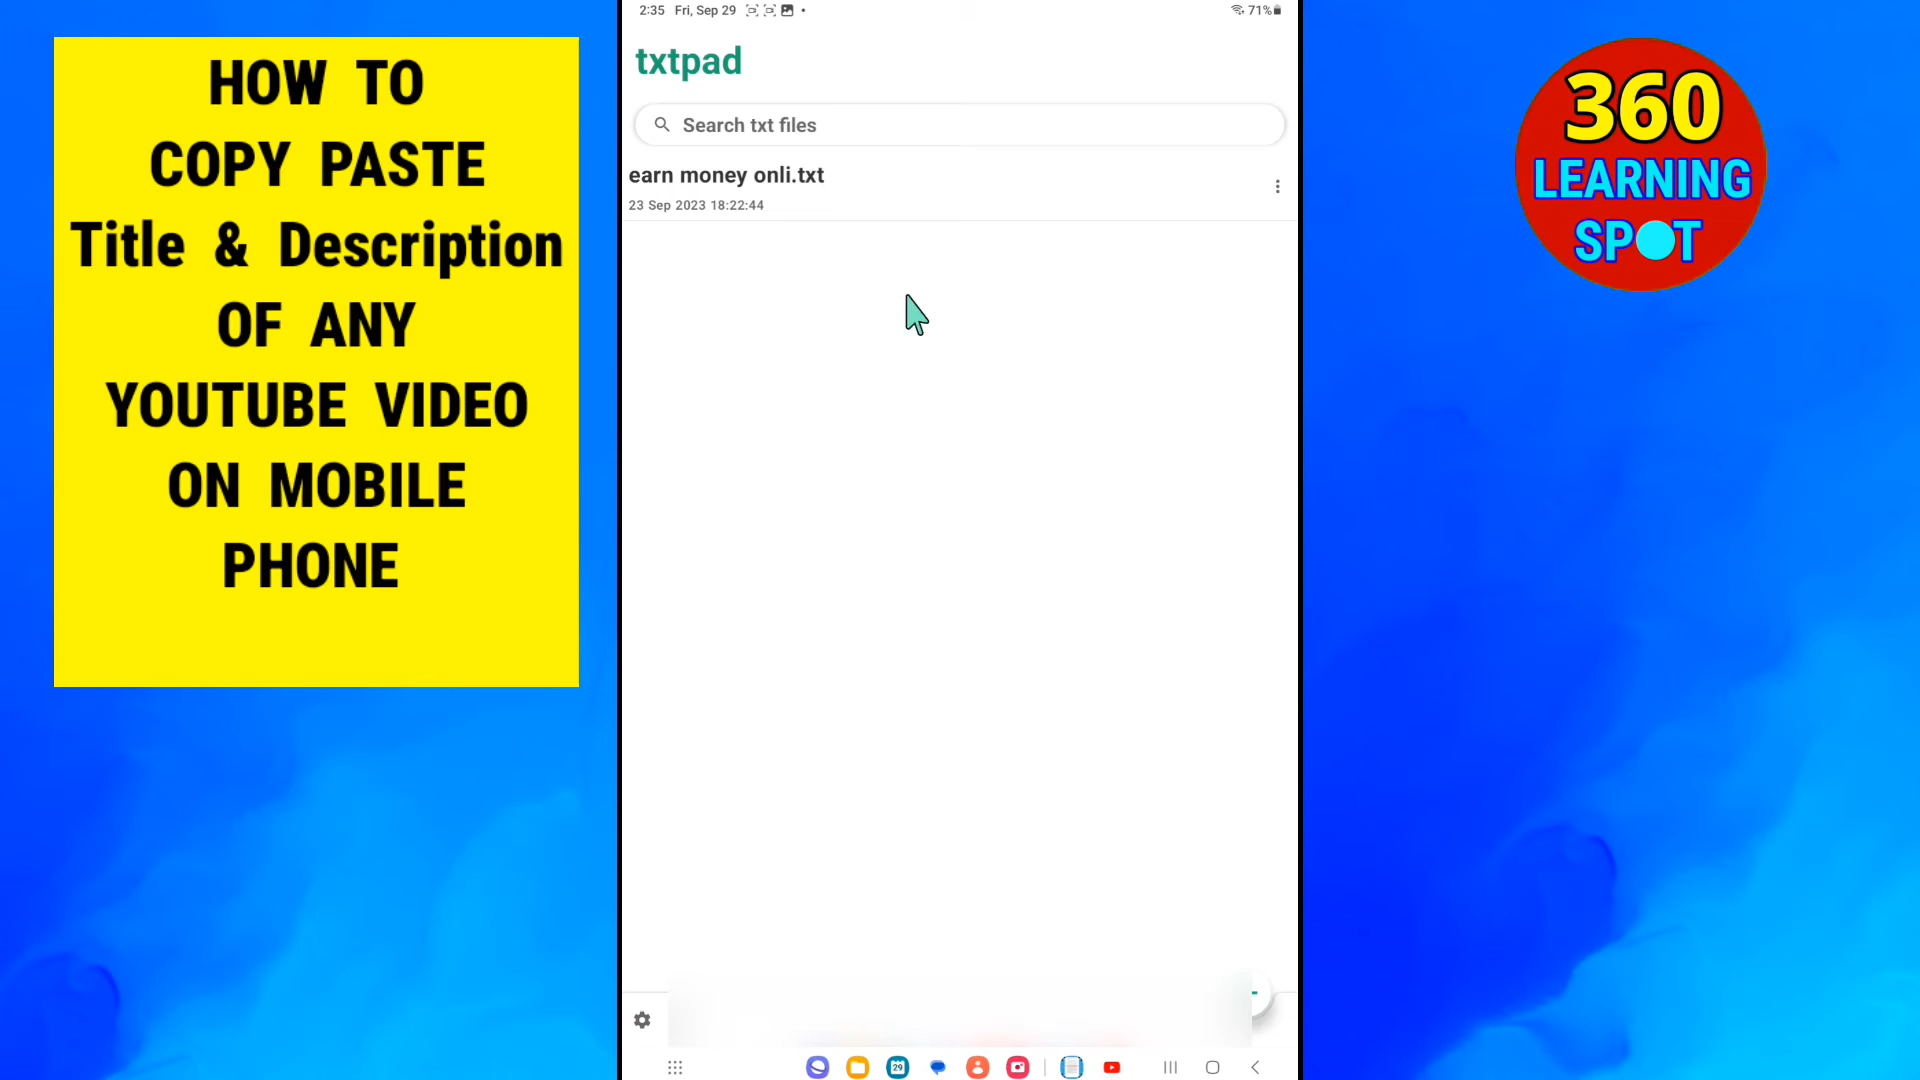 HOW TO
COPY PASTE
Title & Description
OF ANY
YOUTUBE VIDEO
ON MOBILE
PHONE
2:35 Fri, Sep 29
71%
txtpad
Search txt files
earn money onli.txt
23 Sep 2023 18:22:44
29
360
LEARNING
SPOT